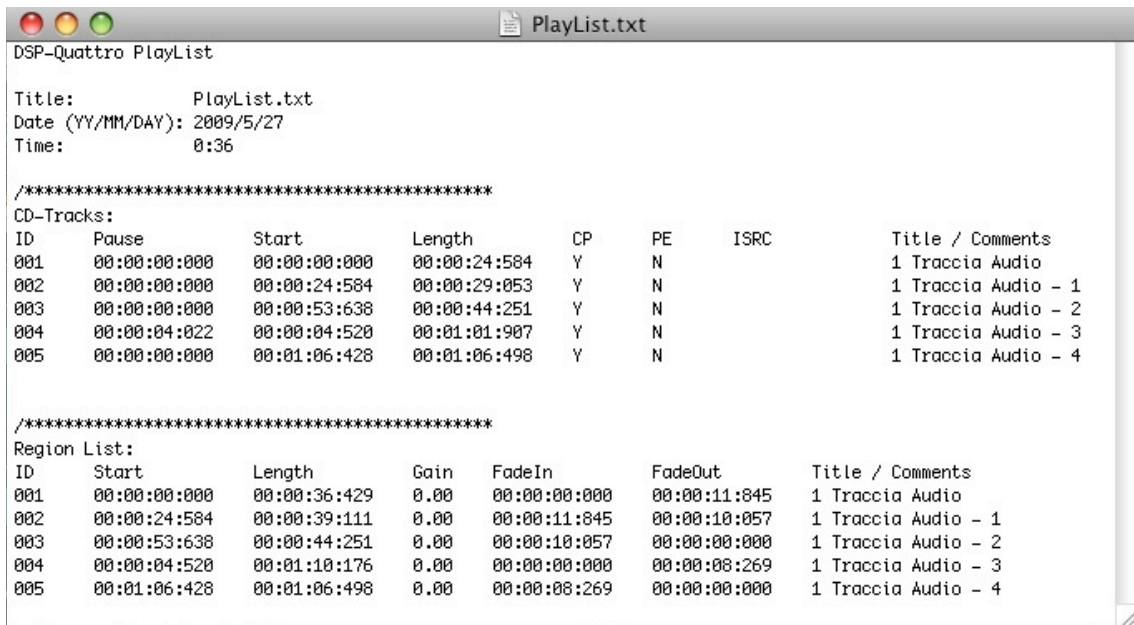 PlayList.txt
DSP-Quattro PlayList
Title: PlayList.txt
Date (YY/MM/DAY): 2009/5/27
Time: 0:36
/***********************************************
CD-Tracks:
ID Pause Start Length CP PE ISRC Title / Comments
001 00:00:00:000 00:00:00:000 00:00:24:584 Y N 1 Traccia Audio
002 00:00:00:000 00:00:24:584 00:00:29:053 Y N 1 Traccia Audio - 1
003 00:00:00:000 00:00:53:638 00:00:44:251 Y N 1 Traccia Audio - 2
004 00:00:04:022 00:00:04:520 00:01:01:907 Y N 1 Traccia Audio - 3
005 00:00:00:000 00:01:06:428 00:01:06:498 Y N 1 Traccia Audio - 4
/***********************************************
Region List:
ID Start Length Gain FadeIn FadeOut Title / Comments
001 00:00:00:000 00:00:36:429 0.00 00:00:00:000 00:00:11:845 1 Traccia Audio
002 00:00:24:584 00:00:39:111 0.00 00:00:11:845 00:00:10:057 1 Traccia Audio - 1
003 00:00:53:638 00:00:44:251 0.00 00:00:10:057 00:00:00:000 1 Traccia Audio - 2
004 00:00:04:520 00:01:10:176 0.00 00:00:00:000 00:00:08:269 1 Traccia Audio - 3
005 00:01:06:428 00:01:06:498 0.00 00:00:08:269 00:00:00:000 1 Traccia Audio - 4